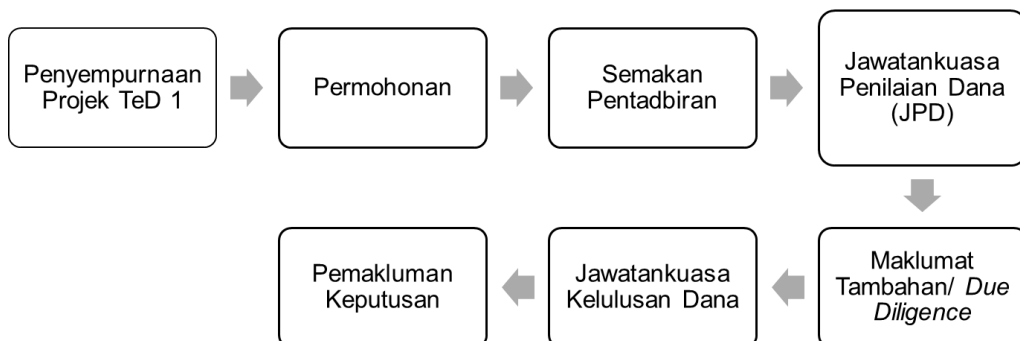 Penyempurnaan
Projek TeD 1
Permohonan
Semakan
Pentadbiran
Jawatankuasa
Penilaian Dana
(JPD)
Maklumat
Tambahan/ Due
Diligence
Jawatankuasa
Kelulusan Dana
Pemakluman
Keputusan